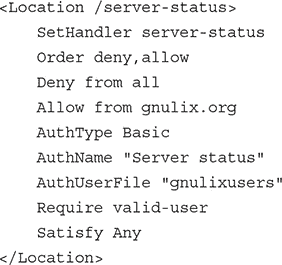 <Location /server-status>
SetHandler server-status
Order deny,allow
Deny from all
Allow from gnulix.org
AuthType Basic
AuthName "Server status"
AuthUserFile "gnulixusers"
Require valid-user
Satisfy Any
</Location>